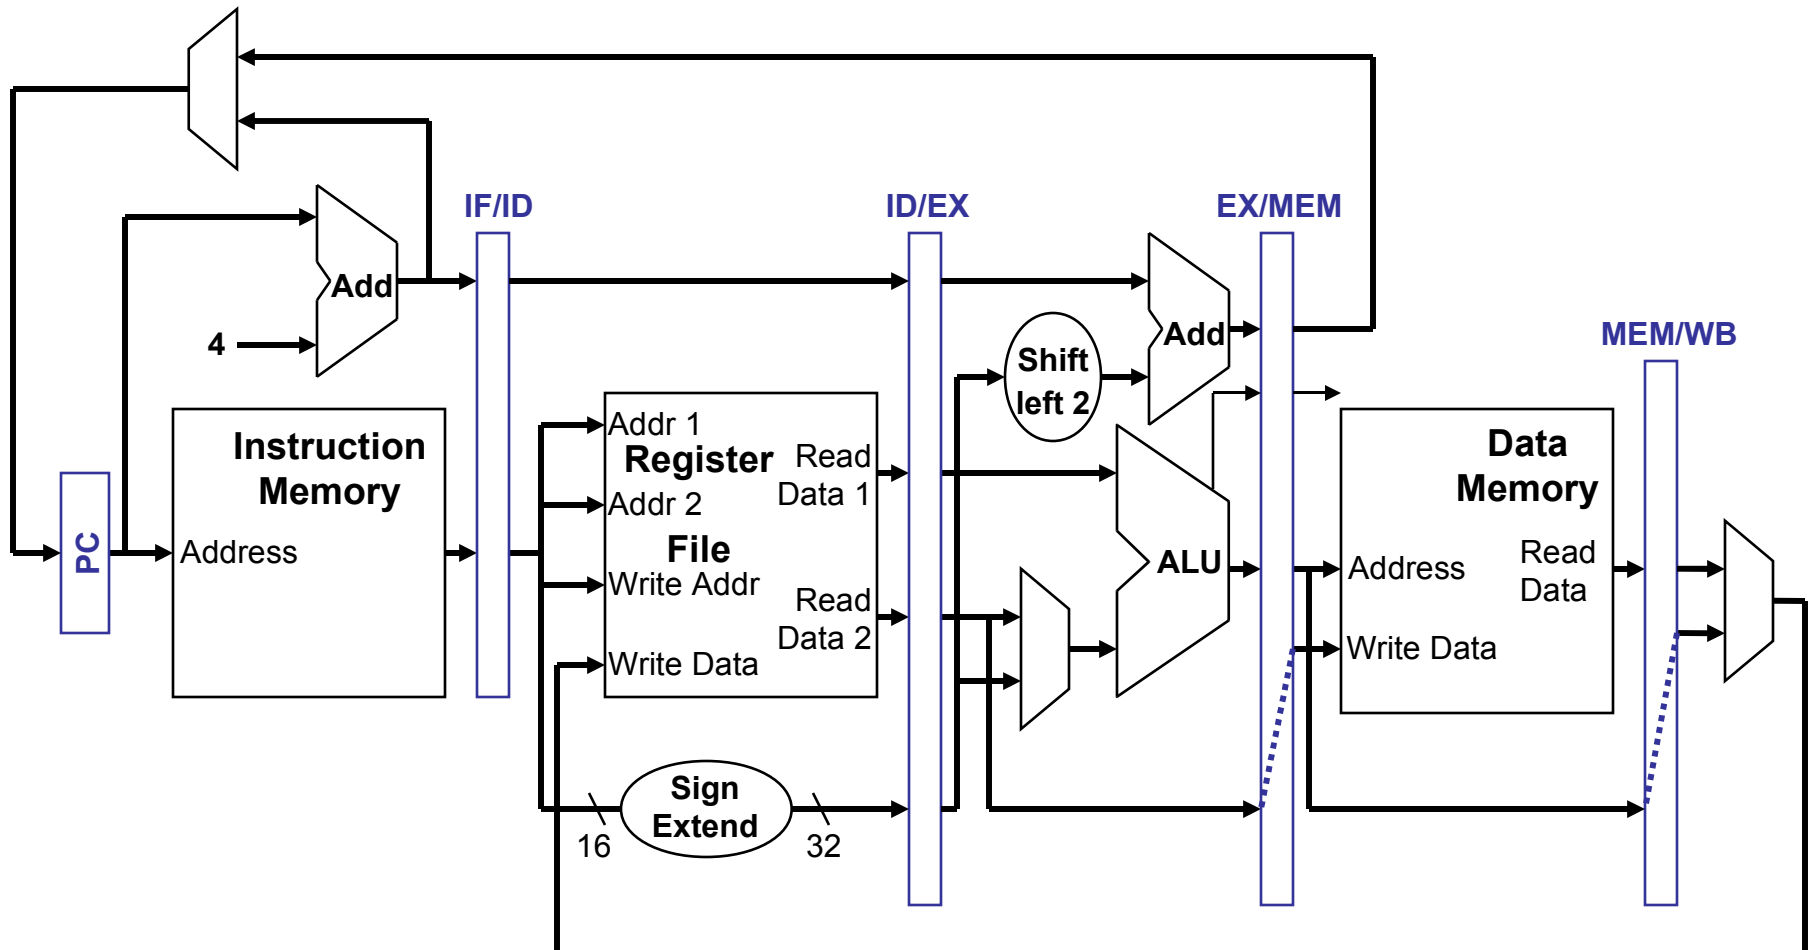 IF/ID
ID/EX
EX/MEM
MEM/WB
Add
4
Add
Shift
left 2
Instruction
Memory
Address
PC
Addr 1
Register
Read
Data 1
Addr 2
File
Write Addr
Read
Data 2
Write Data
Sign
Extend
16
32
ALU
Data
Memory
Address
Read
Data
Write Data